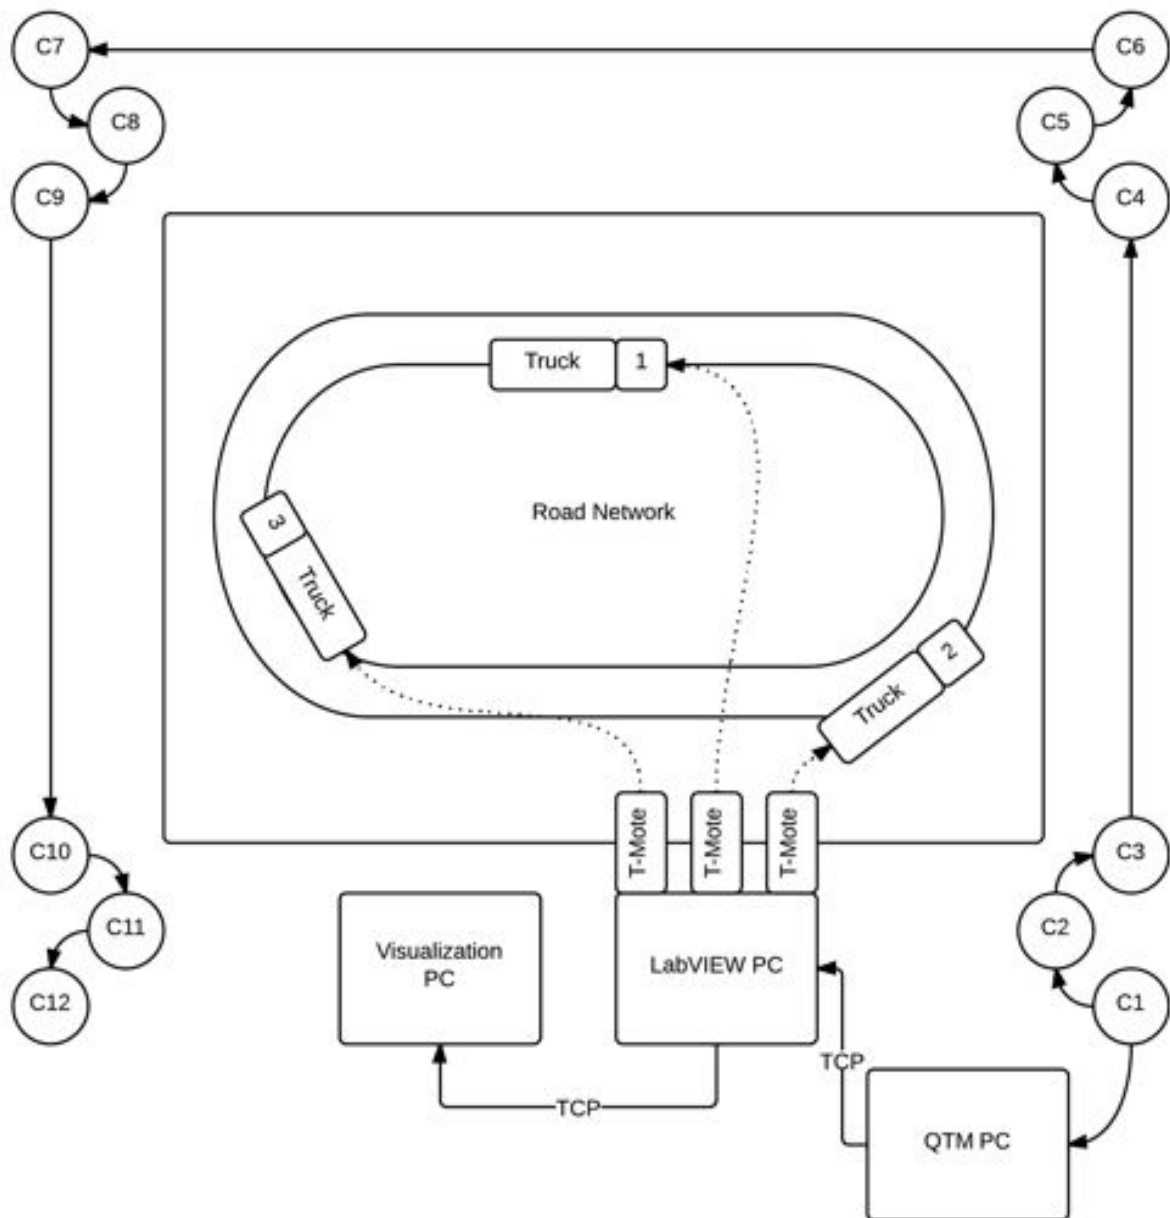 C7
C6
C8
C5
C9
C4
Truck 1
Road Network
3 Truck
Truck 2
T-Mote
T-Mote
T-Mote
C10
C3
C11
C2
Visualization
PC
LabVIEW PC
C12
C1
TCP
TCP
QTM PC